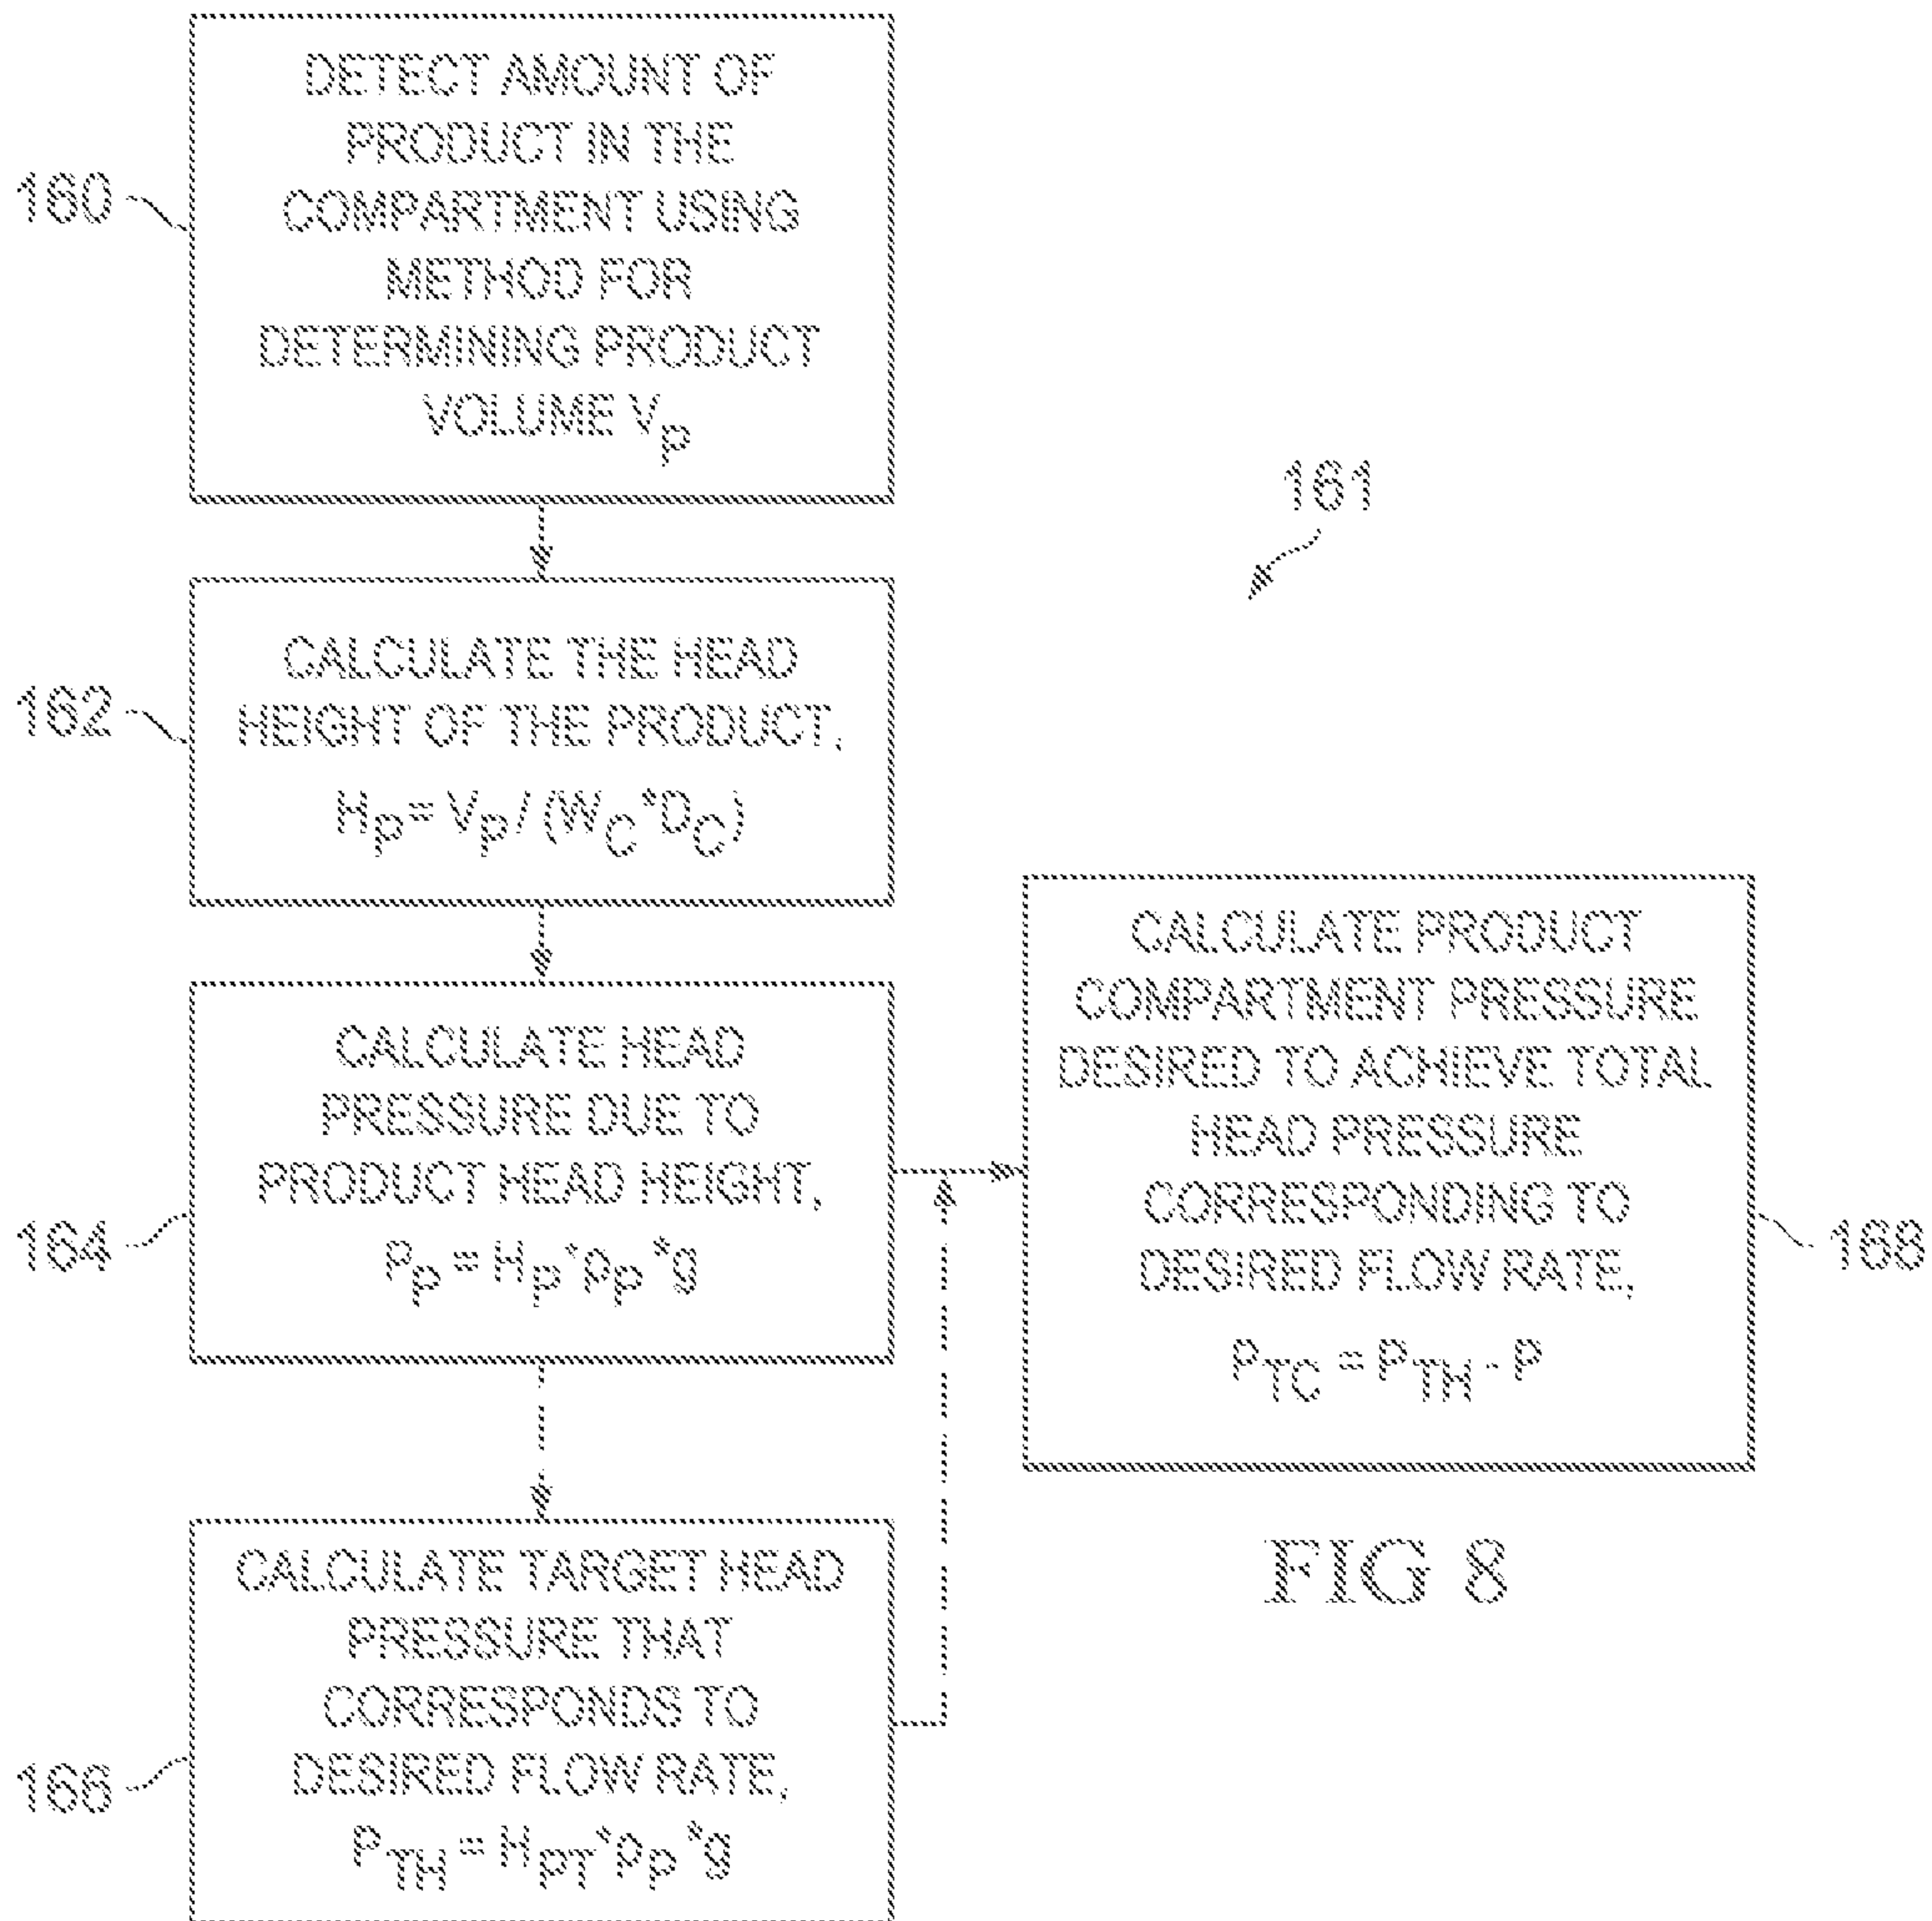 160
DETECT AMOUNT OF
PRODUCT IN THE
COMPARTMENT USING
METHOD FOR
DETERMINING PRODUCT
VOLUME Vp
161
162
CALCULATE THE HEAD
HEIGHT OF THE PRODUCT,
Hp= Vp / (WC*DC)
164
CALCULATE HEAD
PRESSURE DUE TO
PRODUCT HEAD HEIGHT,
Pp = Hp*ρp*g
166
CALCULATE TARGET HEAD
PRESSURE THAT
CORRESPONDS TO
DESIRED FLOW RATE,
PTH = HPT*ρp*g
CALCULATE PRODUCT
COMPARTMENT PRESSURE
DESIRED TO ACHIEVE TOTAL
HEAD PRESSURE
CORRESPONDING TO
DESIRED FLOW RATE,
PTC = PTH - P
168
FIG 8